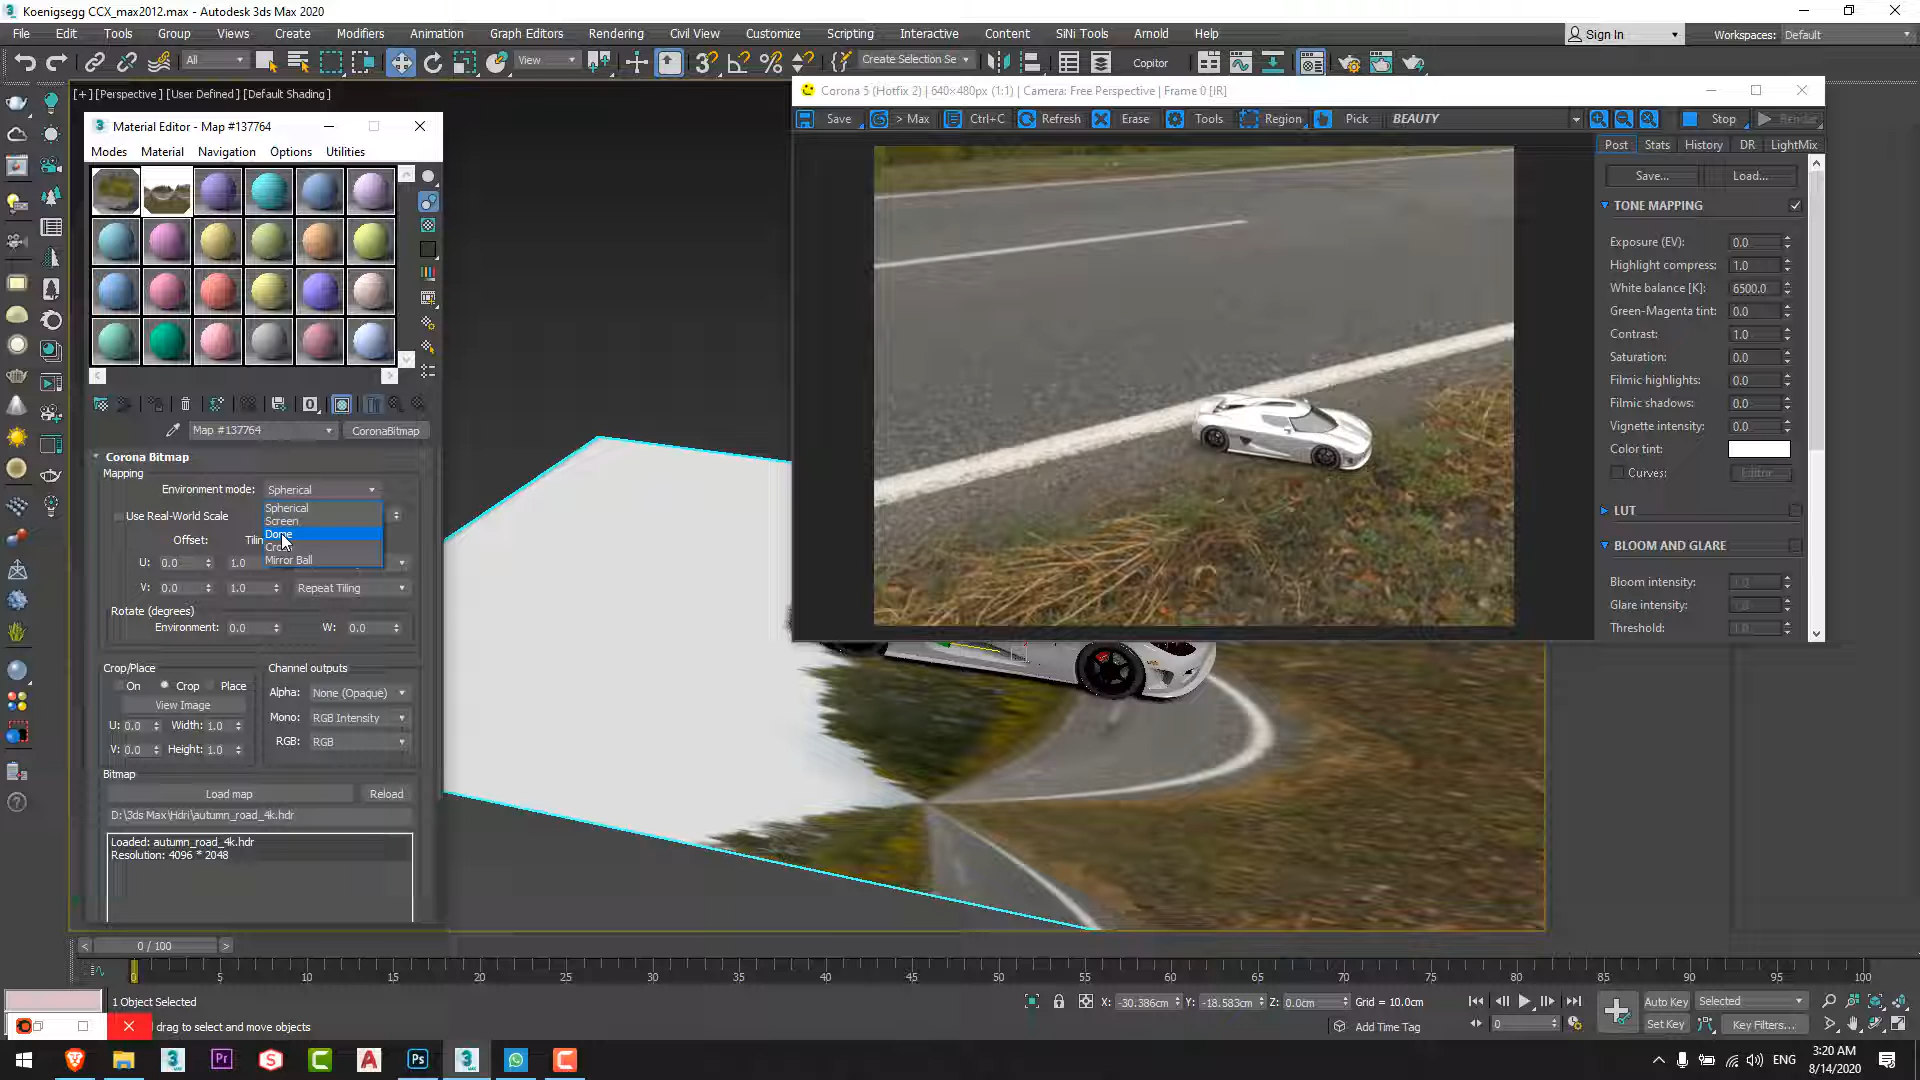 Koenigsegg CCX_max2012.max - Autodesk 3ds Max 2020
File Edit Tools Group Views Create Modifiers Animation Graph Editors Rendering Civil View Customize Scripting Interactive Content SiNi Tools Arnold Help
Sign In
Workspaces: Default
All
View
Create Selection Se
Copitor
[+] [Perspective] [User Defined] [Default Shading]
Material Editor - Map #137764
Modes Material Navigation Options Utilities
Map #137764 CoronaBitmap
Corona Bitmap
Mapping
Environment mode: Spherical
Spherical
Use Real-World Scale
Screen
Dome
Offset:
Mirror Ball
U: 0.0 1.0
V: 0.0 1.0 Repeat Tiling
Rotate (degrees)
Environment: 0.0 W: 0.0
Crop/Place
On Crop Place
View Image
U: 0.0 Width: 1.0
V: 0.0 Height: 1.0
Channel outputs
Alpha: None (Opaque)
Mono: RGB Intensity
RGB: RGB
Bitmap
Load map Reload
D:\3ds Max\Hdri\autumn_road_4k.hdr
Loaded: autumn_road_4k.hdr
Resolution: 4096 * 2048
Corona 5 (Hotfix 2) | 640×480px (1:1) | Camera: Free Perspective | Frame 0 [IR]
Save > Max Ctrl+C Refresh Erase Tools Region Pick BEAUTY Stop Render
Post Stats History DR LightMix
Save... Load...
TONE MAPPING
Exposure (EV): 0.0
Highlight compress: 1.0
White balance [K]: 6500.0
Green-Magenta tint: 0.0
Contrast: 1.0
Saturation: 0.0
Filmic highlights: 0.0
Filmic shadows: 0.0
Vignette intensity: 0.0
Color tint:
Curves: Editor
LUT
BLOOM AND GLARE
Bloom intensity: 1.0
Glare intensity: 1.0
Threshold: 1.0
0 / 100
0 5 10 15 20 25 30 35 40 45 50 55 60 65 70 75 80 85 90 95 100
1 Object Selected
X: -30.386cm Y: -18.583cm Z: 0.0cm Grid = 10.0cm
Auto Key Selected
drag to select and move objects
Add Time Tag
0
Set Key Key Filters...
ENG
3:20 AM
8/14/2020